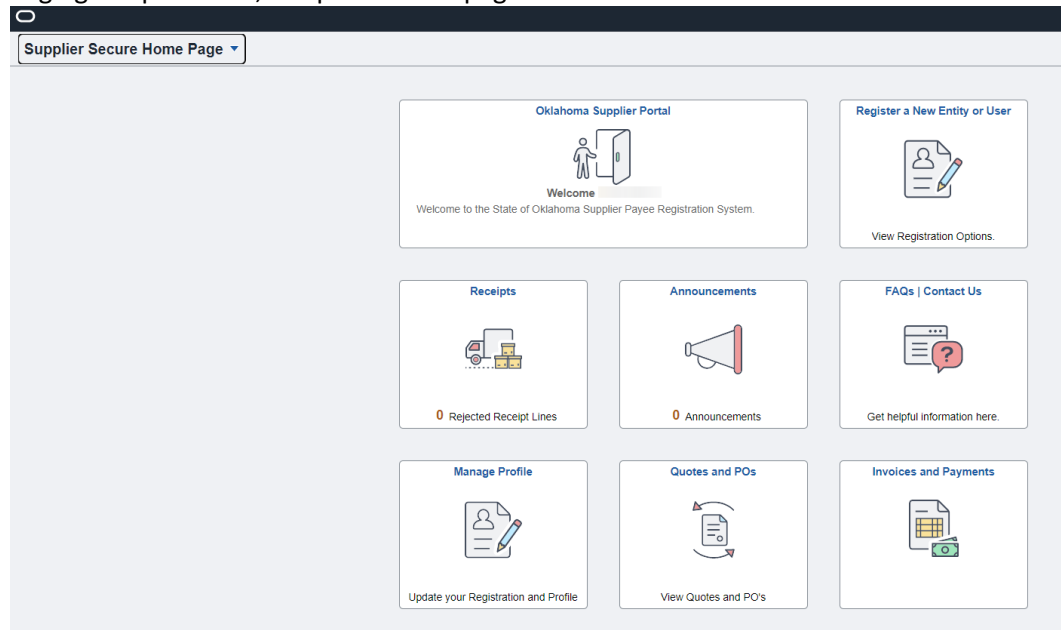 Supplier Secure Home Page
Oklahoma Supplier Portal
Welcome
Welcome to the State of Oklahoma Supplier Payee Registration System.
Register a New Entity or User
View Registration Options.
Receipts
0 Rejected Receipt Lines
Announcements
0 Announcements
FAQs | Contact Us
?
Get helpful information here.
Manage Profile
Update your Registration and Profile
Quotes and POs
View Quotes and PO's
Invoices and Payments